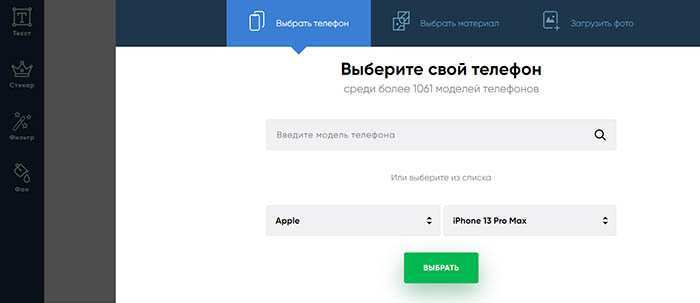 Выбрать телефон
Выбрать материал
Загрузить фото
Текст
Стикер
Фильтр
Фон
Выберите свой телефон
среди более 1061 моделей телефонов
Введите модель телефона
Или выберите из списка
Apple
iPhone 13 Pro Max
ВЫБРАТЬ